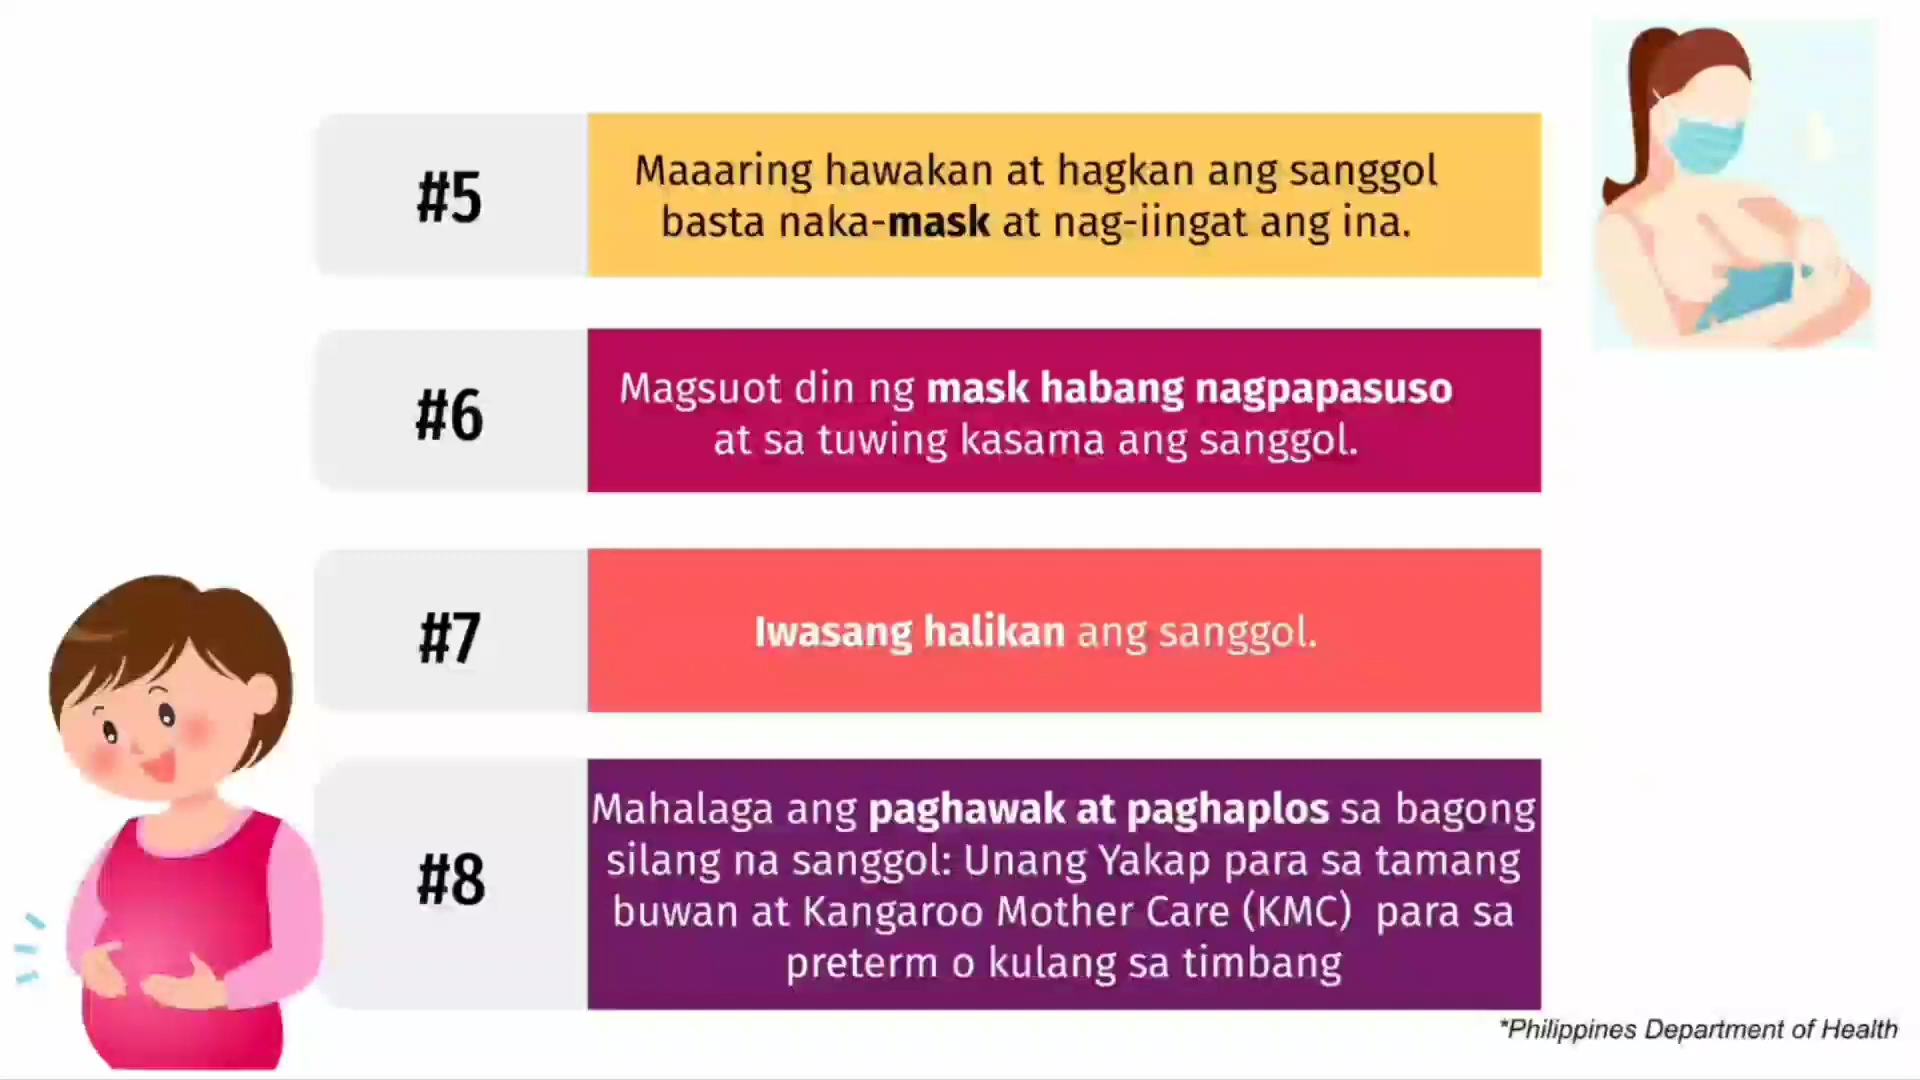 #5
Maaaring hawakan at hagkan ang sanggol
basta naka-mask at nag-iingat ang ina.
#6
Magsuot din ng mask habang nagpapasuso
at sa tuwing kasama ang sanggol.
#7
Iwasang halikan ang sanggol.
#8
Mahalaga ang paghawak at paghaplos sa bagong
silang na sanggol: Unang Yakap para sa tamang
buwan at Kangaroo Mother Care (KMC) para sa
preterm o kulang sa timbang
*Philippines Department of Health